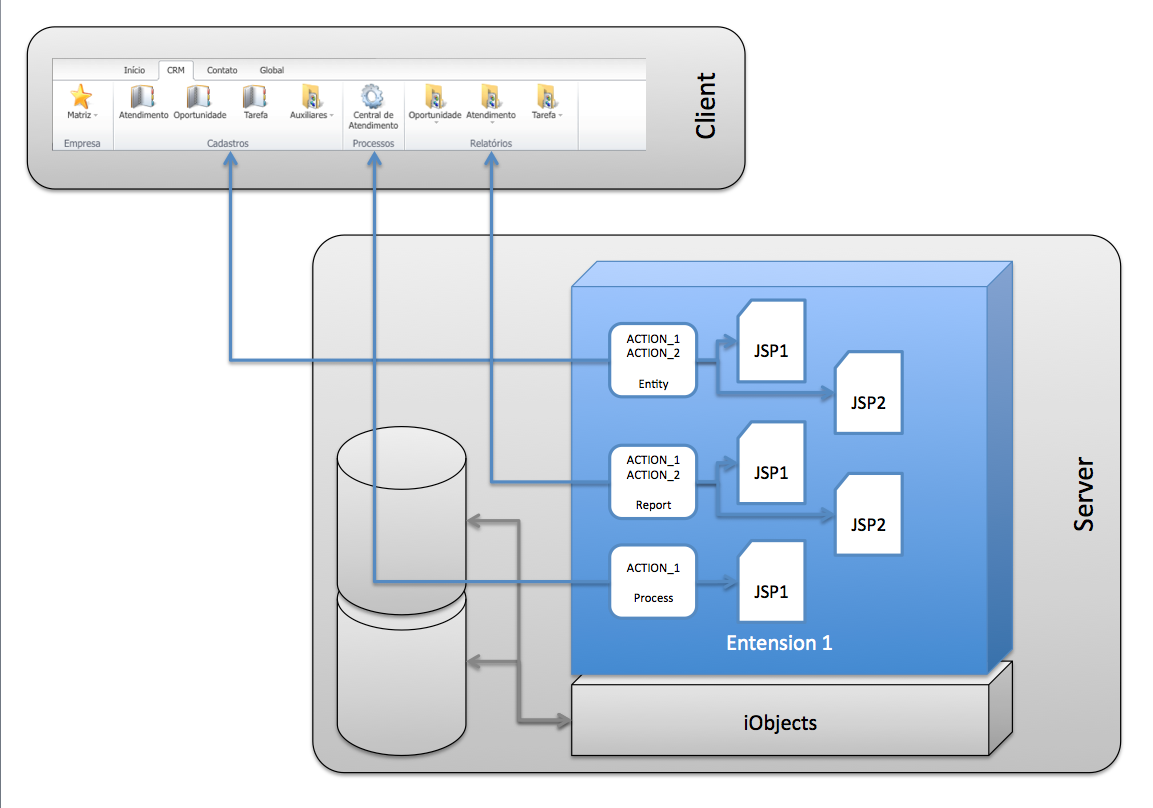 Início CRM Contato Global
Matriz Atendimento Oportunidade Tarefa Auxiliares Central de Oportunidade Atendimento Tarefa
Atendimento
Empresa Cadastros Processos Relatórios
Client
ACTION_1
ACTION_2
Entity
JSP1
JSP2
ACTION_1
ACTION_2
Report
JSP1
JSP2
ACTION_1
Process
JSP1
Entension 1
iObjects
Server